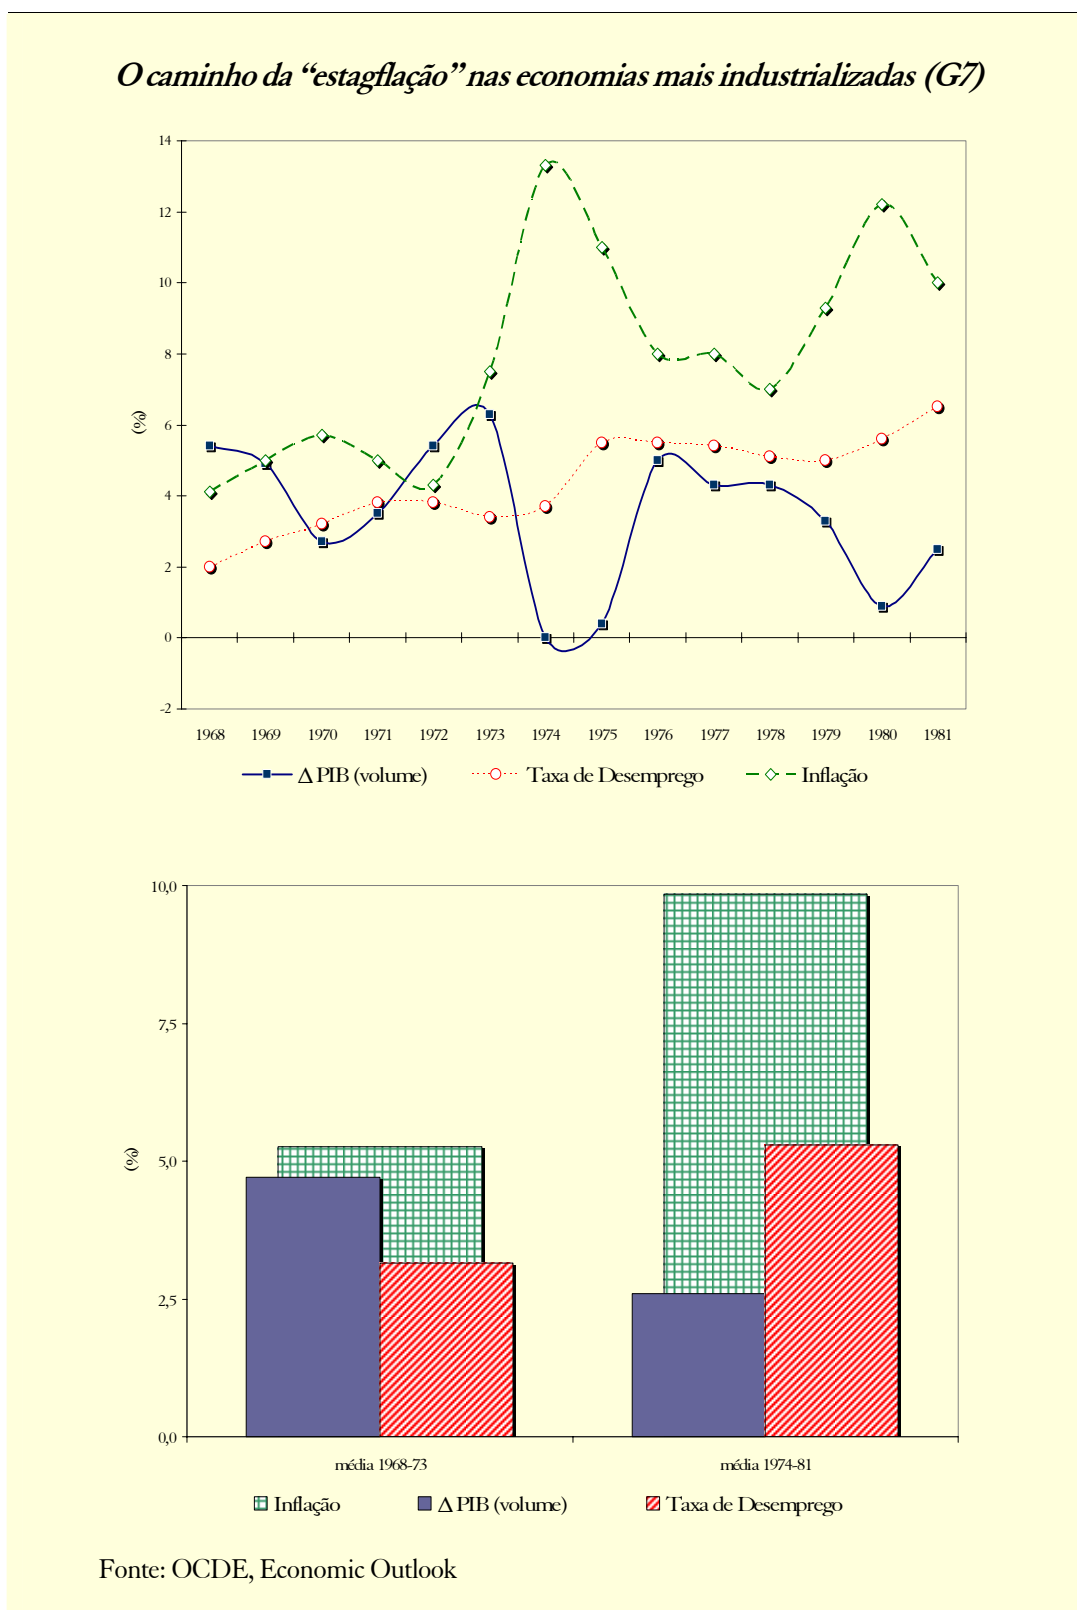 O caminho da “estagflação” nas economias mais industrializadas (G7)
14
12
10
8
6
4
2
0
-2
(%)
1968 1969 1970 1971 1972 1973 1974 1975 1976 1977 1978 1979 1980 1981
Δ PIB (volume) Taxa de Desemprego Inflação
10,0
7,5
5,0
2,5
0,0
(%)
média 1968-73 média 1974-81
Inflação Δ PIB (volume) Taxa de Desemprego
Fonte: OCDE, Economic Outlook